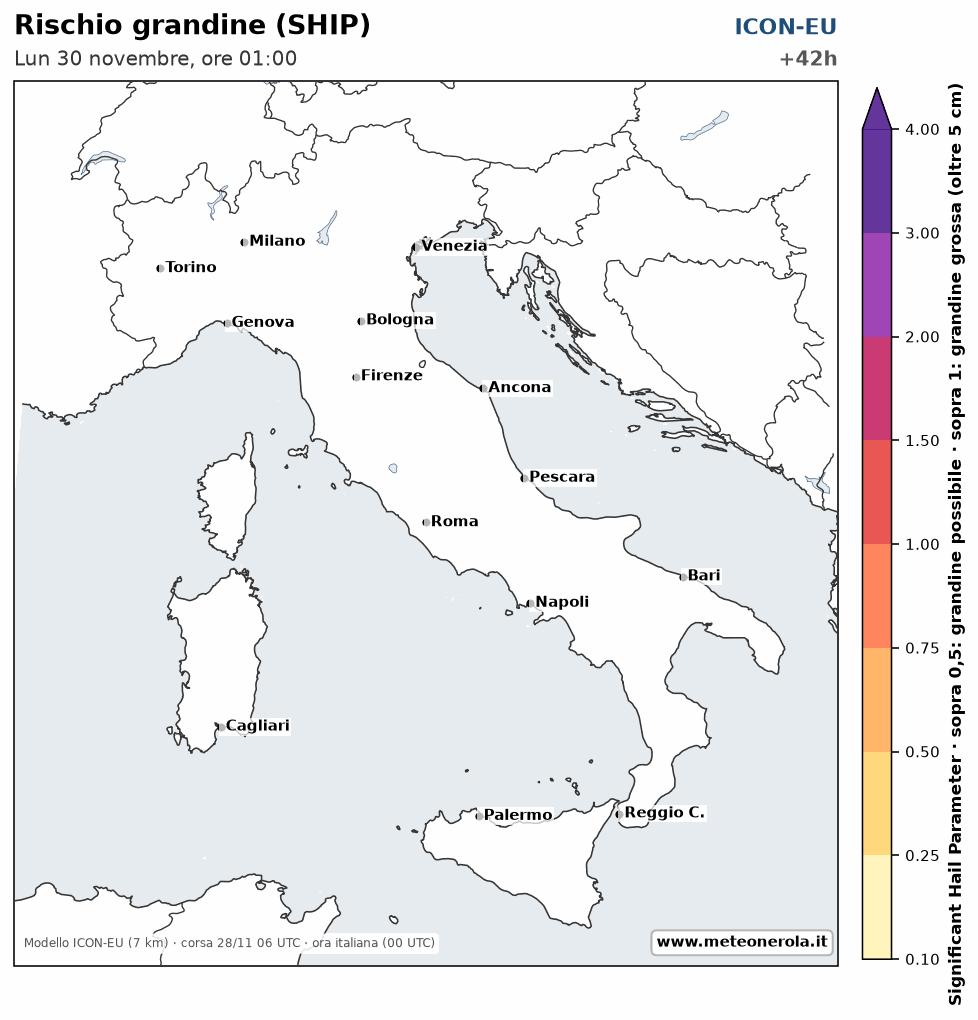 Rischio grandine (SHIP)
ICON-EU
Lun 30 novembre, ore 01:00
+42h
Milano
Venezia
Torino
Genova
Bologna
Firenze
Ancona
Pescara
Roma
Bari
Napoli
Cagliari
Palermo
Reggio C.
Modello ICON-EU (7 km) · corsa 28/11 06 UTC · ora italiana (00 UTC)
www.meteonerola.it
4.00
3.00
2.00
1.50
1.00
0.75
0.50
0.25
0.10
Significant Hail Parameter · sopra 0,5: grandine possibile · sopra 1: grandine grossa (oltre 5 cm)